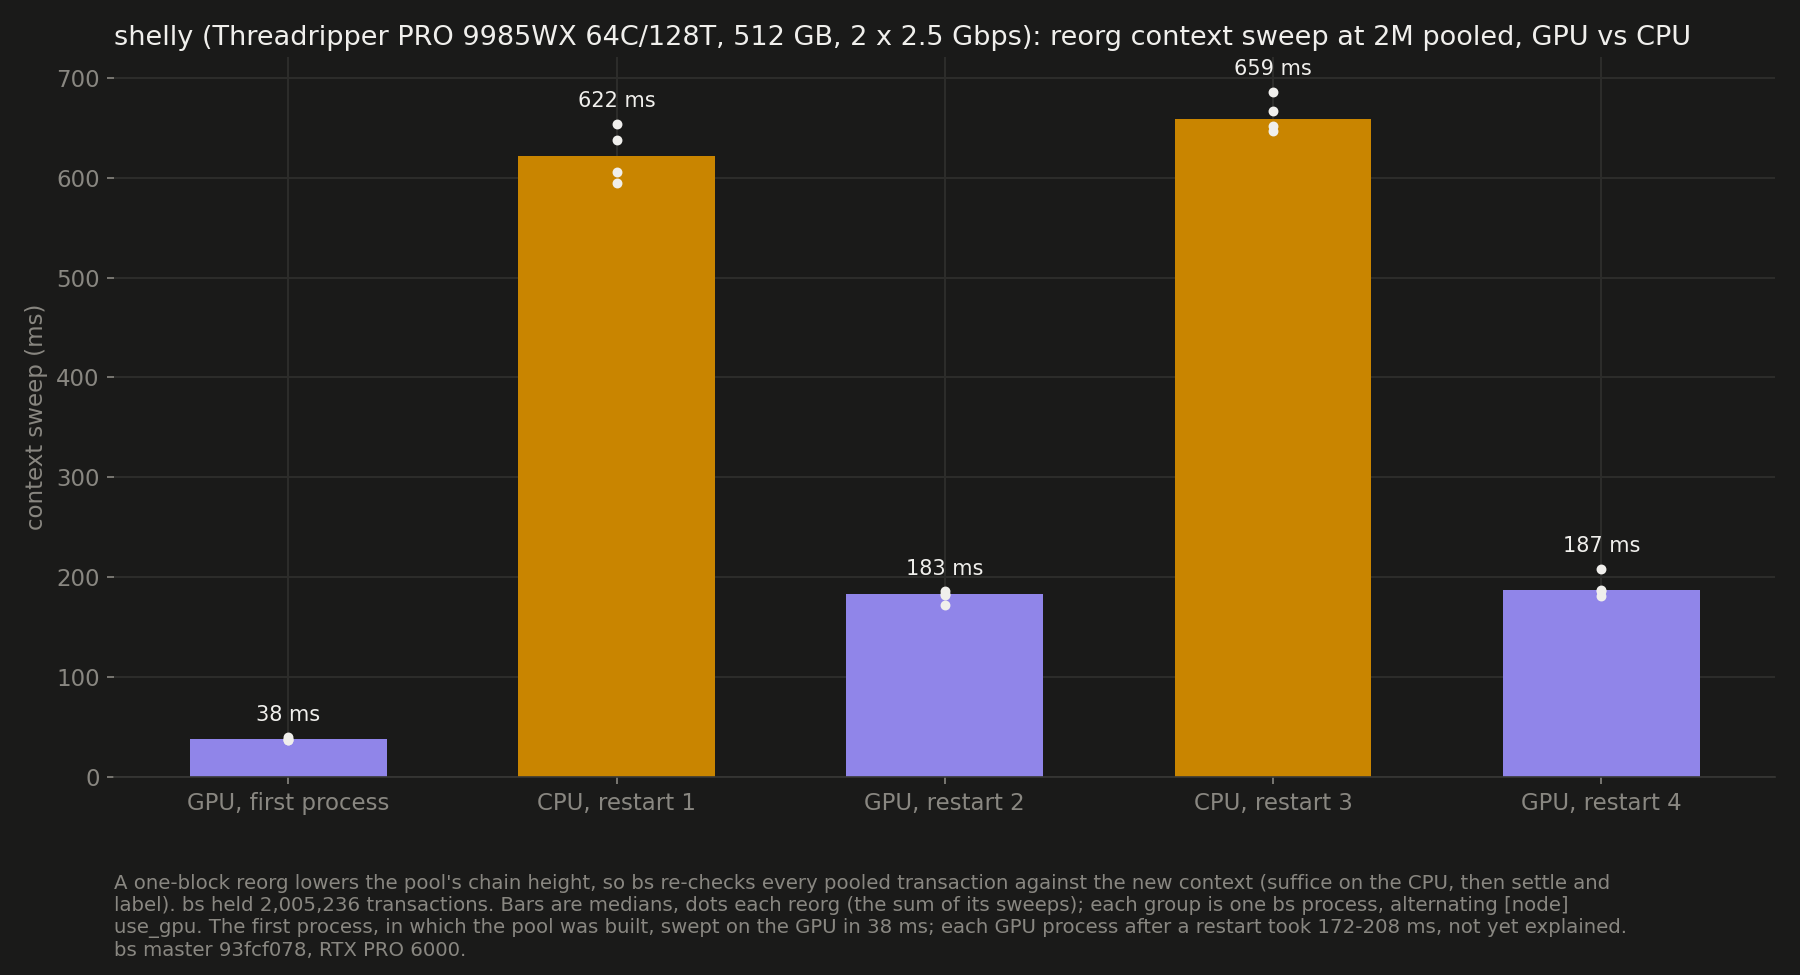 shelly (Threadripper PRO 9985WX 64C/128T, 512 GB, 2 x 2.5 Gbps): reorg context sweep at 2M pooled, GPU vs CPU
context sweep (ms)
700
600
500
400
300
200
100
0
38 ms
622 ms
183 ms
659 ms
187 ms
GPU, first process
CPU, restart 1
GPU, restart 2
CPU, restart 3
GPU, restart 4
A one-block reorg lowers the pool's chain height, so bs re-checks every pooled transaction against the new context (suffice on the CPU, then settle and
label). bs held 2,005,236 transactions. Bars are medians, dots each reorg (the sum of its sweeps); each group is one bs process, alternating [node]
use_gpu. The first process, in which the pool was built, swept on the GPU in 38 ms; each GPU process after a restart took 172-208 ms, not yet explained.
bs master 93fcf078, RTX PRO 6000.